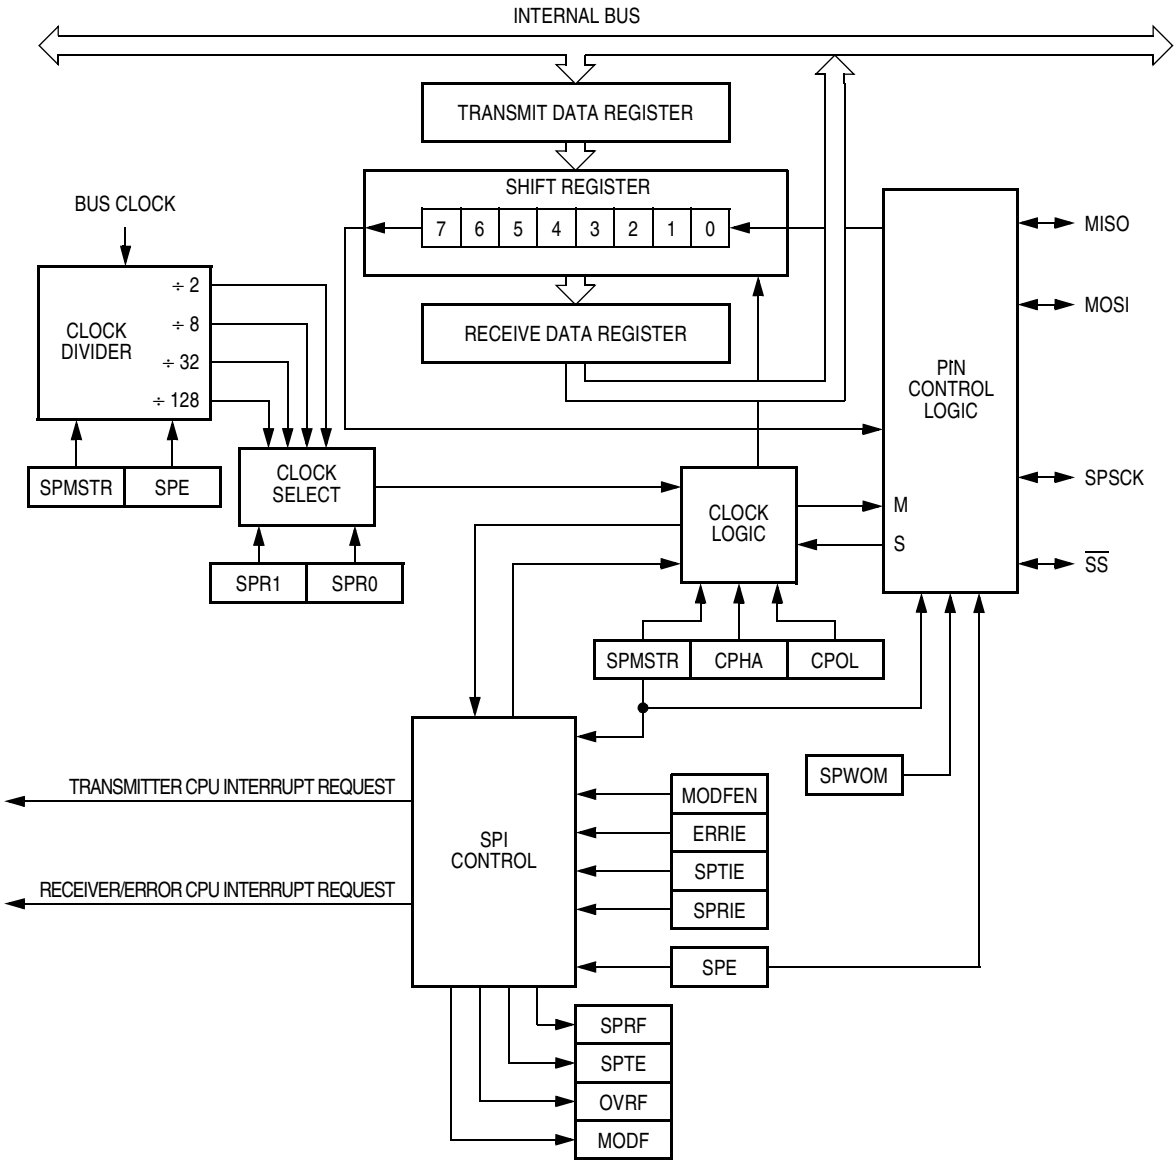 INTERNAL BUS
TRANSMIT DATA REGISTER
SHIFT REGISTER
7 6 5 4 3 2 1 0
RECEIVE DATA REGISTER
BUS CLOCK
CLOCK
DIVIDER
÷ 2
÷ 8
÷ 32
÷ 128
SPMSTR SPE
CLOCK
SELECT
SPR1 SPR0
PIN
CONTROL
LOGIC
M
S
MISO
MOSI
SPSCK
SS
CLOCK
LOGIC
SPMSTR CPHA CPOL
SPWOM
TRANSMITTER CPU INTERRUPT REQUEST
RECEIVER/ERROR CPU INTERRUPT REQUEST
SPI
CONTROL
MODFEN
ERRIE
SPTIE
SPRIE
SPE
SPRF
SPTE
OVRF
MODF